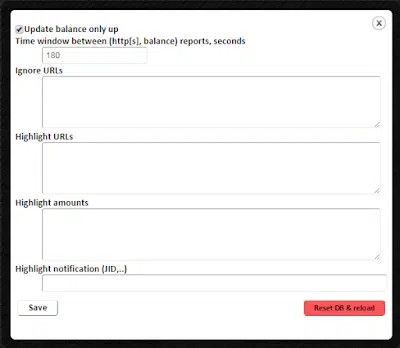 Update balance only up
Time window between (http[s], balance) reports, seconds
180
Ignore URLs
Highlight URLs
Highlight amounts
Highlight notification (JID,..)
Save
Reset DB & reload